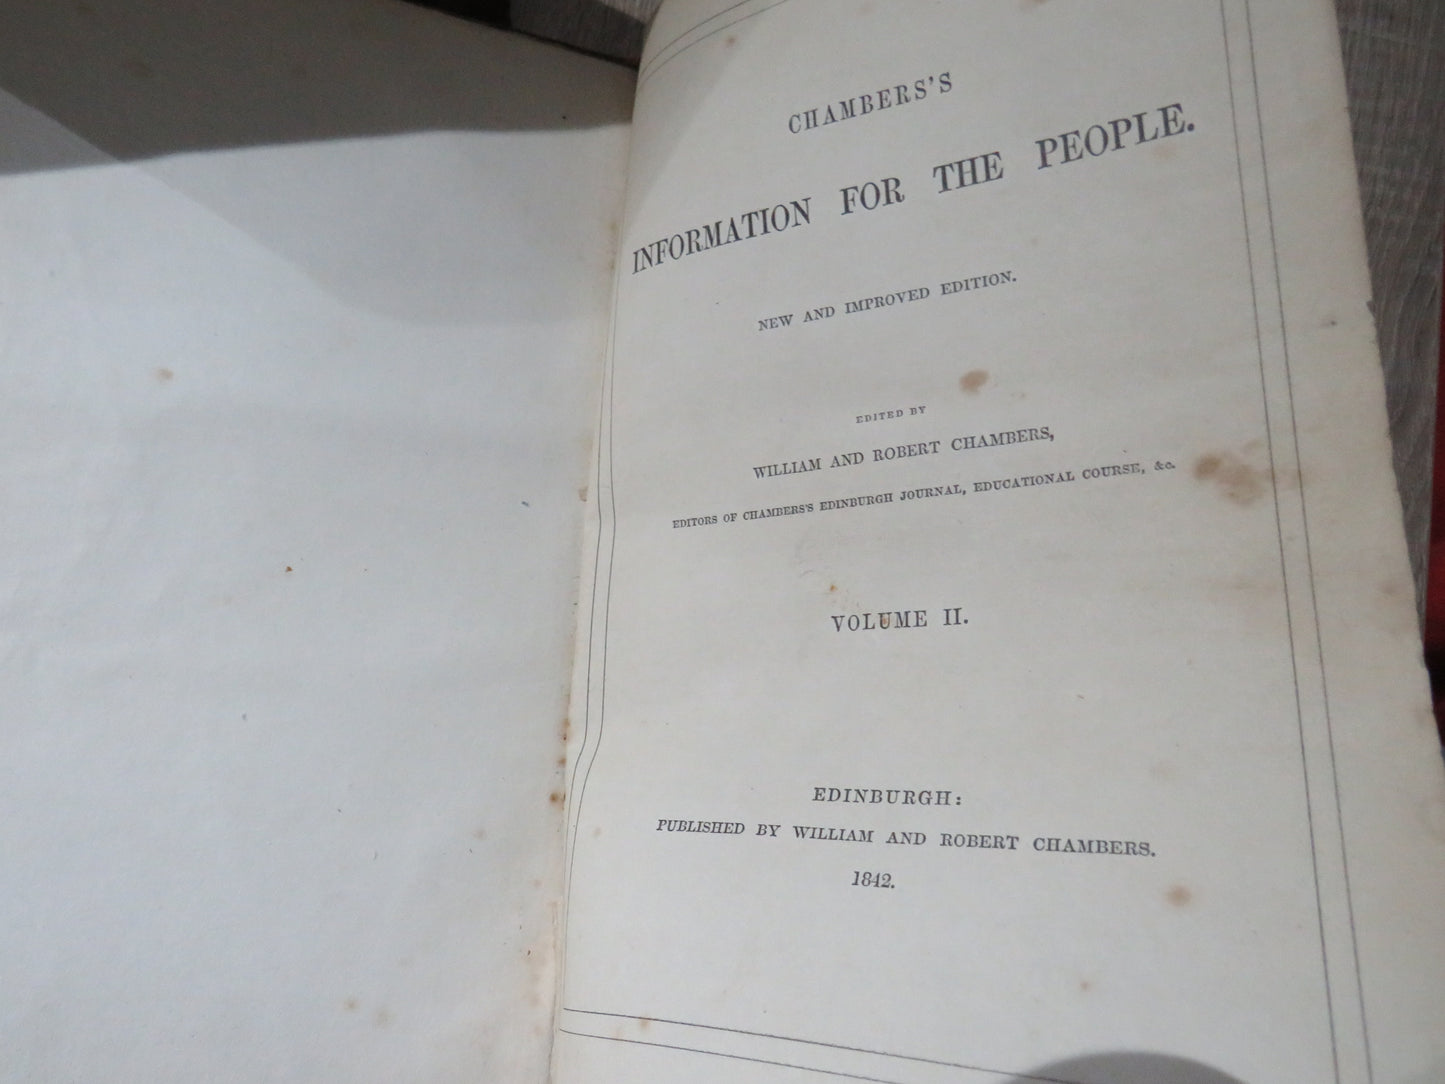 CHAMBERS'S
INFORMATION FOR THE PEOPLE.
NEW AND IMPROVED EDITION.
EDITED BY
WILLIAM AND ROBERT CHAMBERS,
EDITORS OF CHAMBERS'S EDINBURGH JOURNAL, EDUCATIONAL COURSE, &c.
VOLUME II.
EDINBURGH:
PUBLISHED BY WILLIAM AND ROBERT CHAMBERS.
1842.